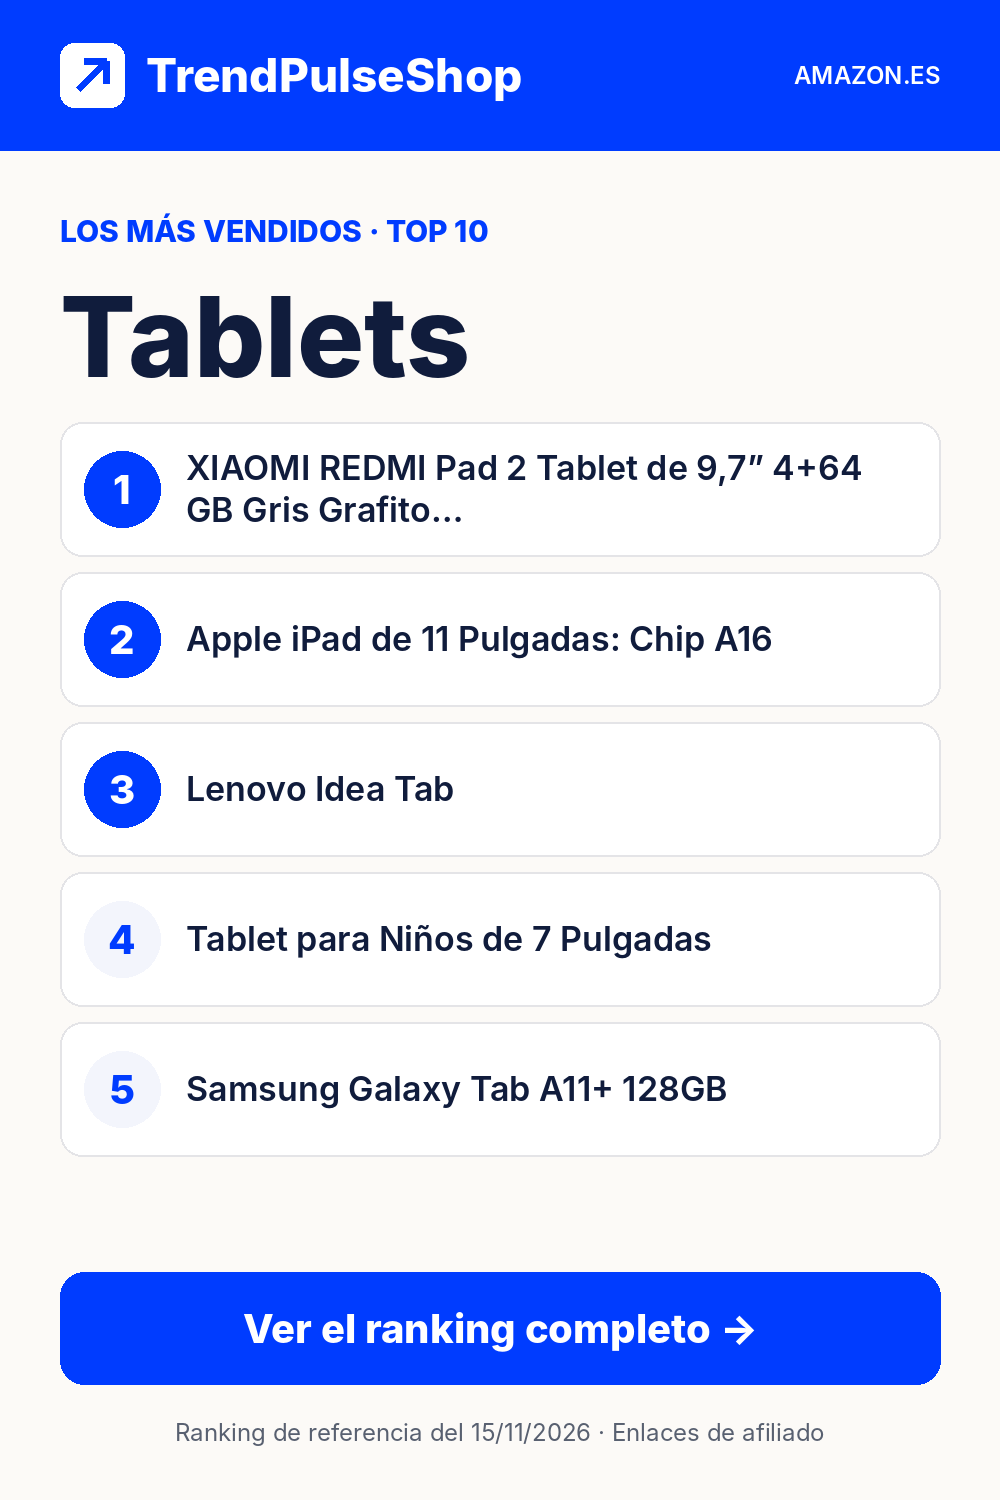 TrendPulseShop
AMAZON.ES
LOS MÁS VENDIDOS · TOP 10
Tablets
1
XIAOMI REDMI Pad 2 Tablet de 9,7” 4+64
GB Gris Grafito...
2
Apple iPad de 11 Pulgadas: Chip A16
3
Lenovo Idea Tab
4
Tablet para Niños de 7 Pulgadas
5
Samsung Galaxy Tab A11+ 128GB
Ver el ranking completo →
Ranking de referencia del 15/11/2026 · Enlaces de afiliado